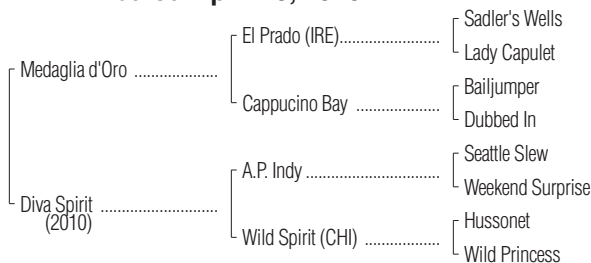 Sadler's Wells
El Prado (IRE)....................
Lady Capulet
Medaglia d'Oro .................
Bailjumper
Cappucino Bay .................
Dubbed In
Seattle Slew
A.P. Indy ...........................
Weekend Surprise
Diva Spirit ........................
(2010)
Hussonet
Wild Spirit (CHI) ...............
Wild Princess